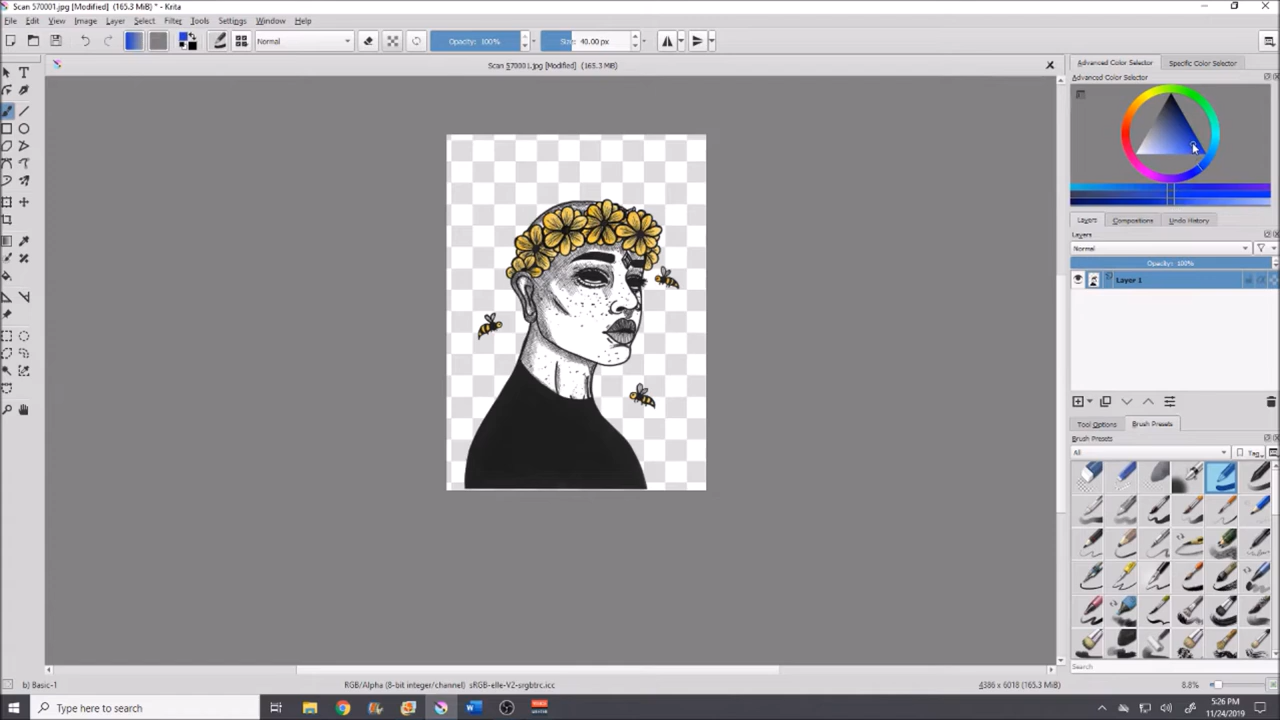 Scan 570001.jpg [Modified] (165.3 MiB) * - Krita
File Edit View Image Layer Select Filter Tools Settings Window Help
Normal Opacity: 100% Size: 40.00 px
Scan 570001.jpg [Modified] (165.3 MiB)
Advanced Color Selector Specific Color Selector
Advanced Color Selector
Layers Compositions Undo History
Layers
Normal
Opacity: 100%
Layer 1
Tool Options Brush Presets
Brush Presets
All Tag
Search
b) Basic-1 RGB/Alpha (8-bit integer/channel) sRGB-elle-V2-srgbtrc.icc 4386 x 6018 (165.3 MiB) 8.8%
Type here to search
5:26 PM
11/24/2019